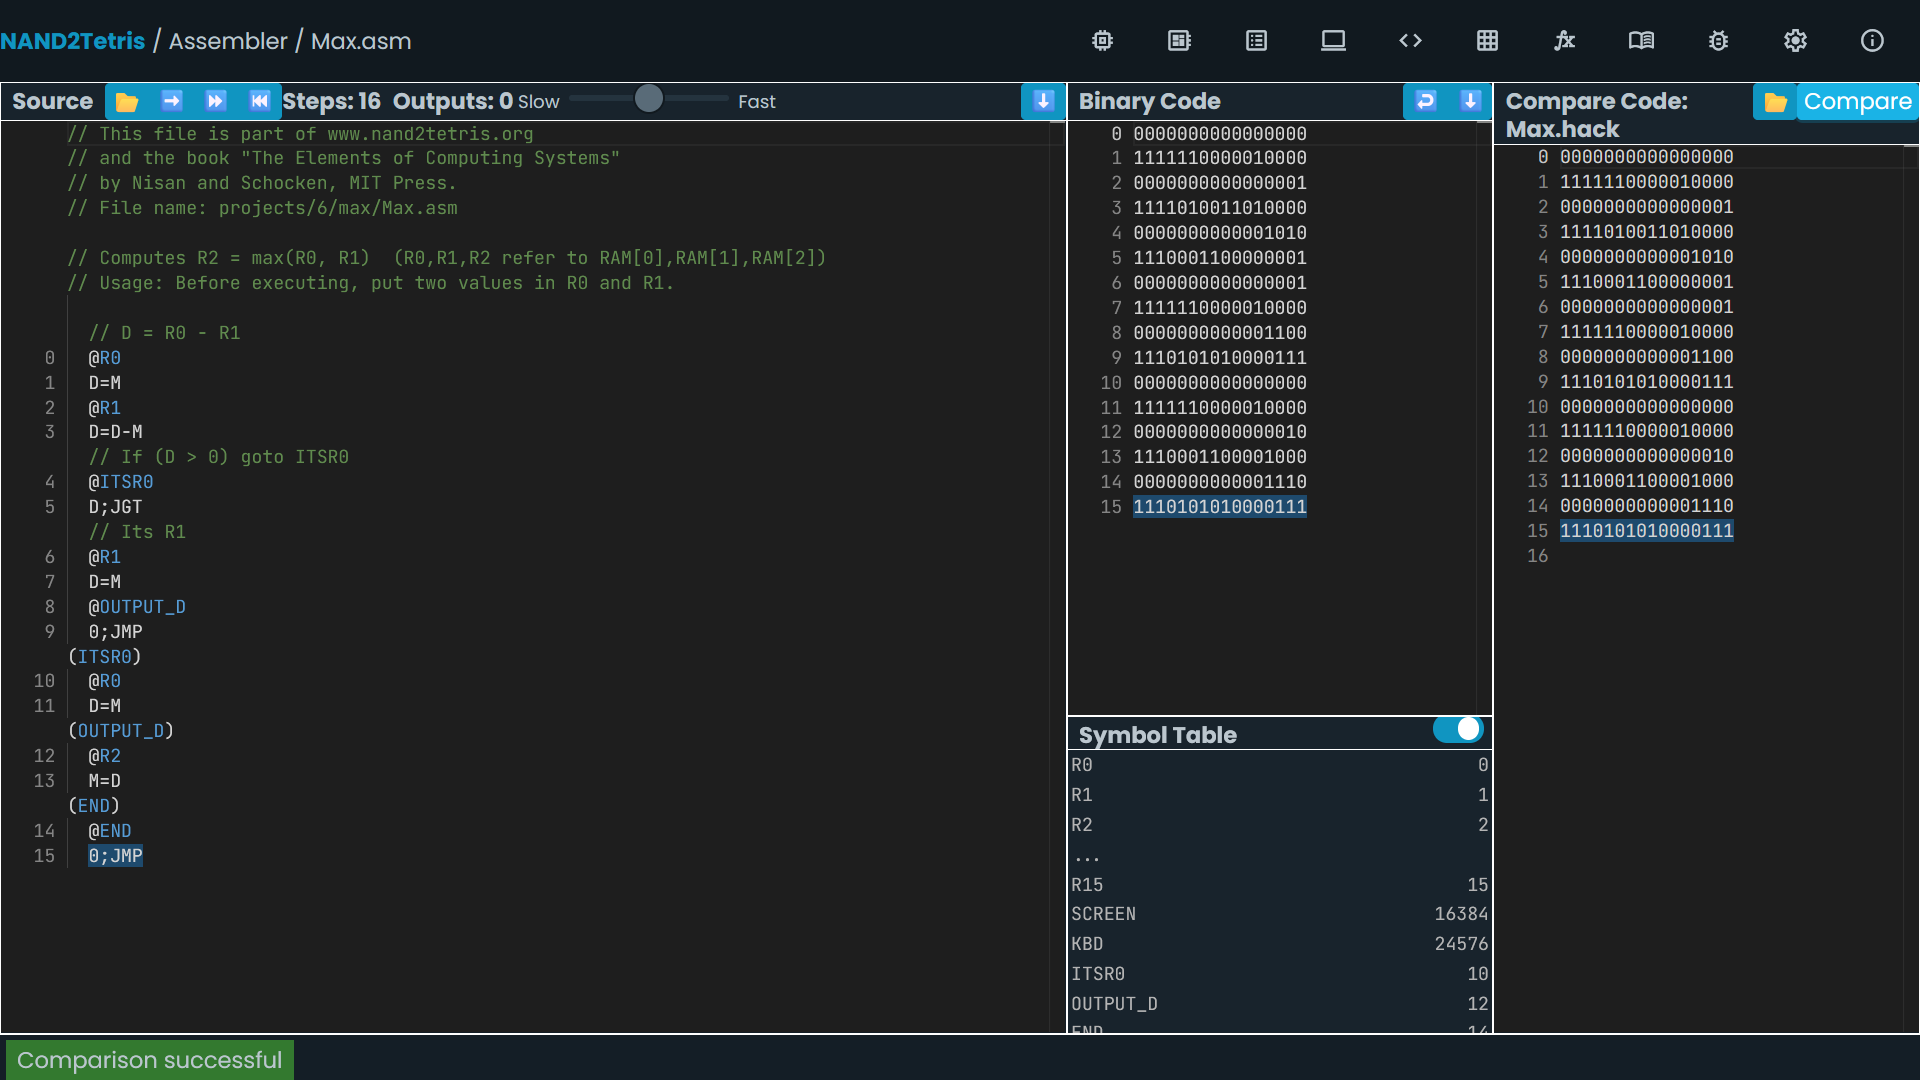 NAND2Tetris / Assembler / Max.asm
Source
Steps: 16 Outputs: 0 Slow Fast
// This file is part of www.nand2tetris.org
// and the book "The Elements of Computing Systems"
// by Nisan and Schocken, MIT Press.
// File name: projects/6/max/Max.asm
// Computes R2 = max(R0, R1)  (R0,R1,R2 refer to RAM[0],RAM[1],RAM[2])
// Usage: Before executing, put two values in R0 and R1.
// D = R0 - R1
0 @R0
1 D=M
2 @R1
3 D=D-M
// If (D > 0) goto ITSR0
4 @ITSR0
5 D;JGT
// Its R1
6 @R1
7 D=M
8 @OUTPUT_D
9 0;JMP
(ITSR0)
10 @R0
11 D=M
(OUTPUT_D)
12 @R2
13 M=D
(END)
14 @END
15 0;JMP
Binary Code
0 0000000000000000
1 1111110000010000
2 0000000000000001
3 1111010011010000
4 0000000000001010
5 1110001100000001
6 0000000000000001
7 1111110000010000
8 0000000000001100
9 1110101010000111
10 0000000000000000
11 1111110000010000
12 0000000000000010
13 1110001100001000
14 0000000000001110
15 1110101010000111
Symbol Table
R0 0
R1 1
R2 2
...
R15 15
SCREEN 16384
KBD 24576
ITSR0 10
OUTPUT_D 12
END 14
Compare Code:
Max.hack
Compare
0 0000000000000000
1 1111110000010000
2 0000000000000001
3 1111010011010000
4 0000000000001010
5 1110001100000001
6 0000000000000001
7 1111110000010000
8 0000000000001100
9 1110101010000111
10 0000000000000000
11 1111110000010000
12 0000000000000010
13 1110001100001000
14 0000000000001110
15 1110101010000111
16
Comparison successful